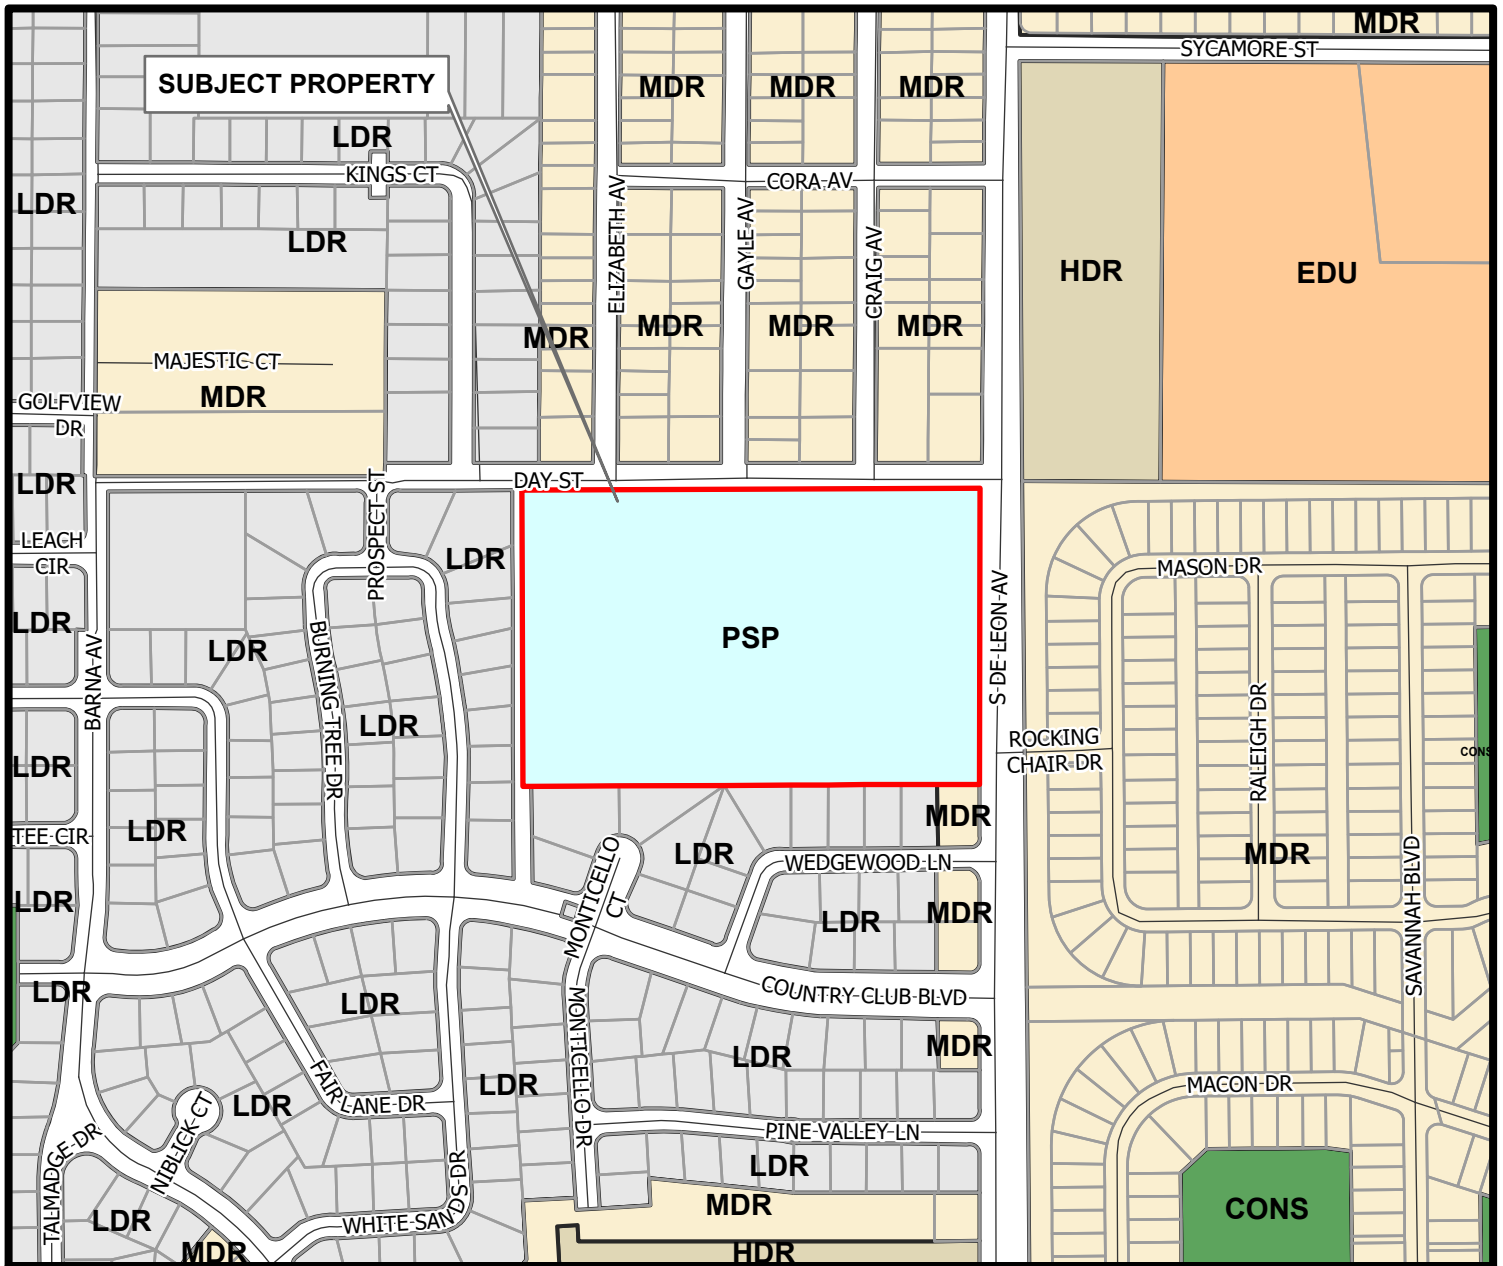 MDR
SYCAMORE ST
SUBJECT PROPERTY
MDR
MDR
MDR
LDR
KINGS CT
CORA AV
LDR
ELIZABETH AV
GAYLE AV
CRAIG AV
LDR
HDR
EDU
MDR
MDR
MDR
MDR
MAJESTIC CT
MDR
GOLFVIEW
DR
LDR
PROSPECT ST
DAY ST
LEACH
CIR
LDR
LDR
MASON DR
S DE LEON AV
PSP
LDR
BURNING TREE DR
BARNA AV
LDR
RALEIGH DR
ROCKING
CHAIR DR
CONS
LDR
LDR
TEE CIR
MDR
MONTICELLO
CT
LDR
WEDGEWOOD LN
MDR
SAVANNAH BLVD
LDR
LDR
MDR
LDR
LDR
COUNTRY CLUB BLVD
MONTICELLO DR
LDR
MDR
FAIRLANE DR
LDR
LDR
MACON DR
NIBLICK CT
TALMADGE DR
PINE VALLEY LN
LDR
WHITE SANDS DR
MDR
CONS
LDR
MDR
HDR